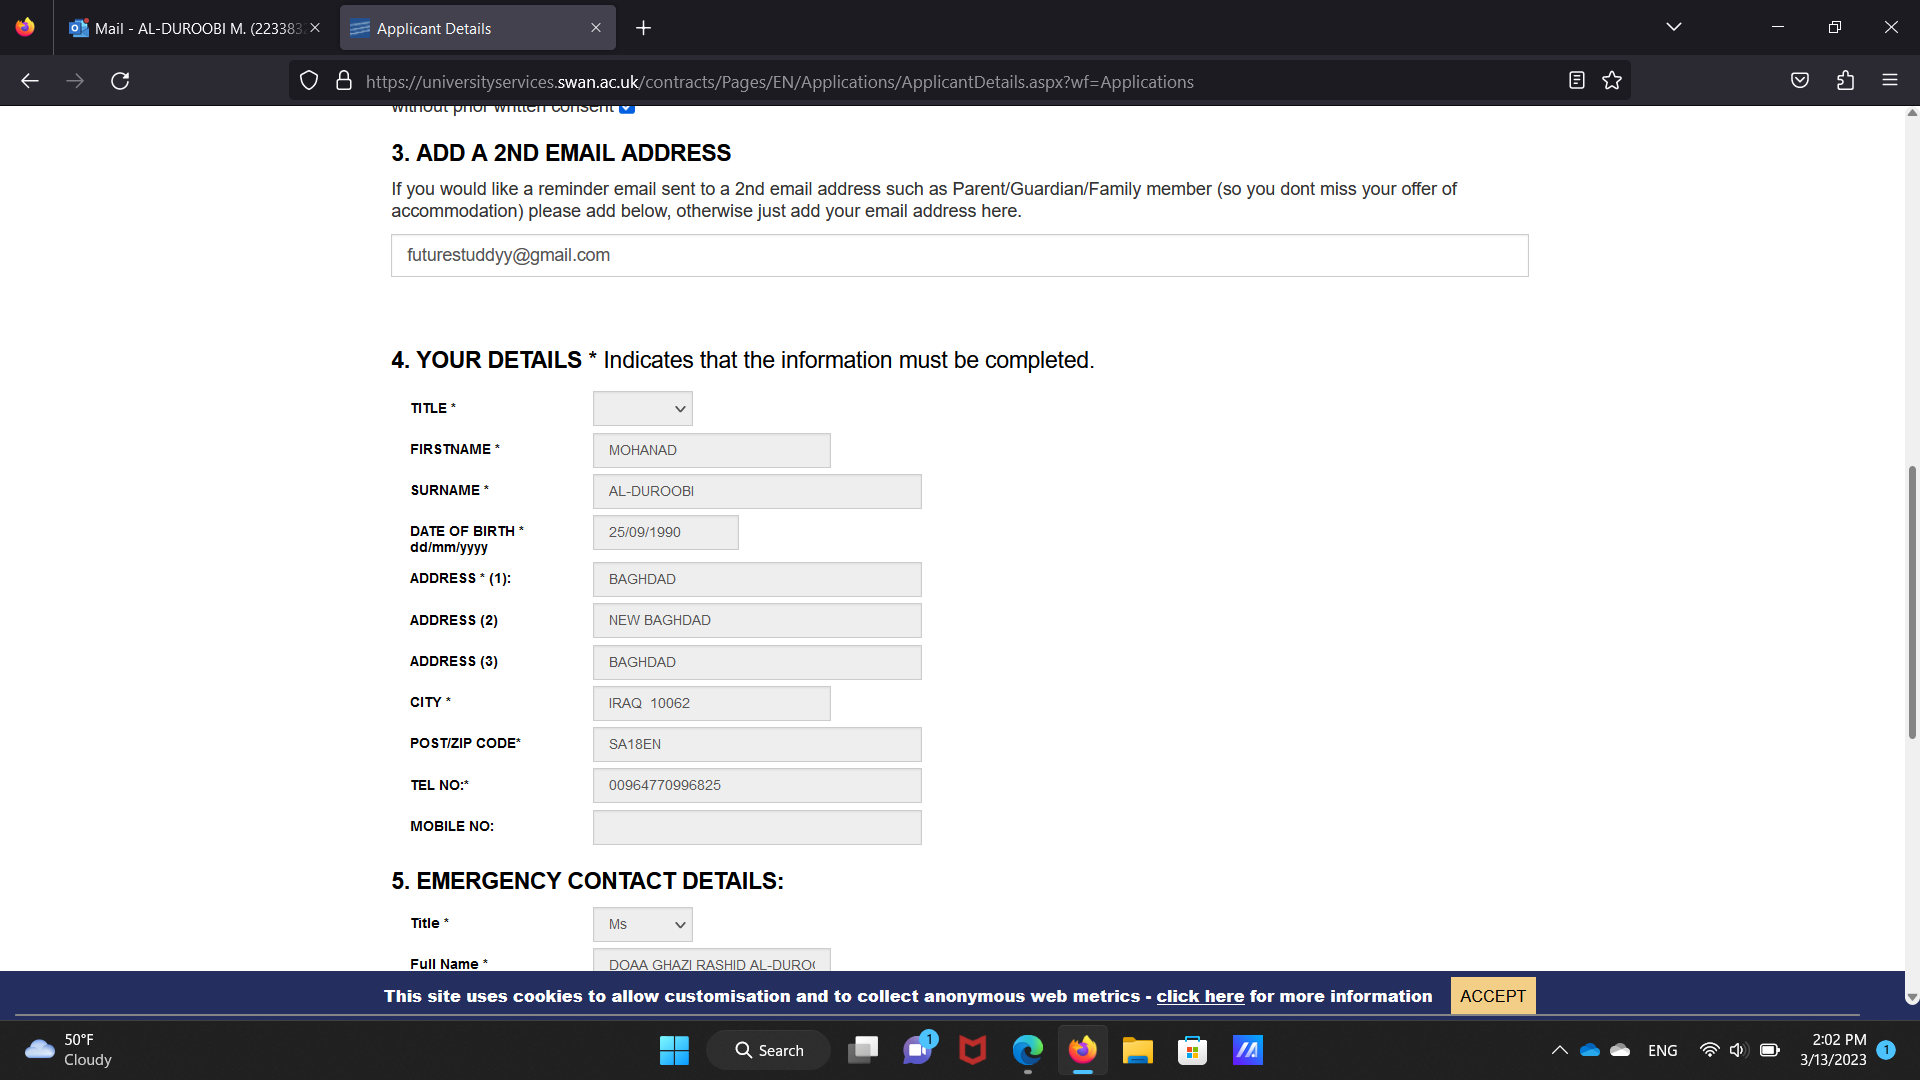 Mail - AL-DUROOBI M. (223383
Applicant Details
https://universityservices.swan.ac.uk/contracts/Pages/EN/Applications/ApplicantDetails.aspx?wf=Applications
without prior written consent
3. ADD A 2ND EMAIL ADDRESS
If you would like a reminder email sent to a 2nd email address such as Parent/Guardian/Family member (so you dont miss your offer of
accommodation) please add below, otherwise just add your email address here.
futurestuddyy@gmail.com
4. YOUR DETAILS * Indicates that the information must be completed.
TITLE *
FIRSTNAME * MOHANAD
SURNAME * AL-DUROOBI
DATE OF BIRTH * 25/09/1990
dd/mm/yyyy
ADDRESS * (1): BAGHDAD
ADDRESS (2) NEW BAGHDAD
ADDRESS (3) BAGHDAD
CITY * IRAQ  10062
POST/ZIP CODE* SA18EN
TEL NO:* 00964770996825
MOBILE NO:
5. EMERGENCY CONTACT DETAILS:
Title * Ms
Full Name * DOAA GHAZI RASHID AL-DUROO
This site uses cookies to allow customisation and to collect anonymous web metrics - click here for more information ACCEPT
50°F
Cloudy
Search
1
ENG
2:02 PM
3/13/2023
1